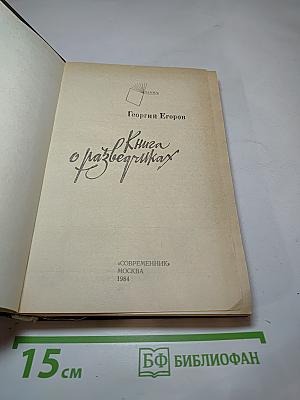 Георгий Егоров
Книга
о разведчиках
«СОВРЕМЕННИК»
МОСКВА
1984
15 см
БФ БИБЛИОФАН